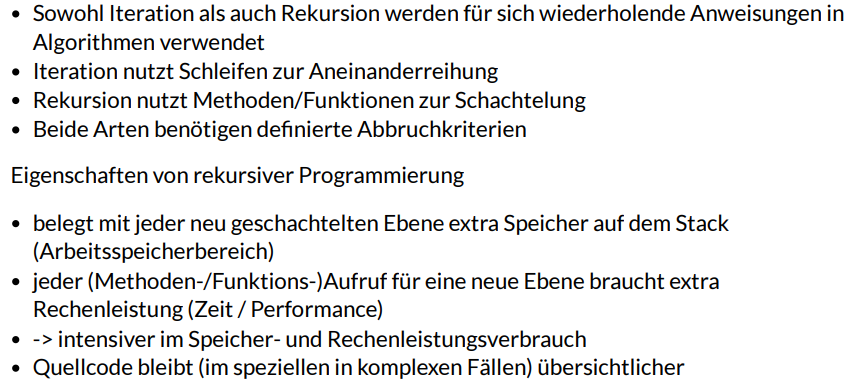 • Sowohl Iteration als auch Rekursion werden für sich wiederholende Anweisungen in
Algorithmen verwendet
• Iteration nutzt Schleifen zur Aneinanderreihung
• Rekursion nutzt Methoden/Funktionen zur Schachtelung
• Beide Arten benötigen definierte Abbruchkriterien
Eigenschaften von rekursiver Programmierung
• belegt mit jeder neu geschachtelten Ebene extra Speicher auf dem Stack
(Arbeitsspeicherbereich)
• jeder (Methoden-/Funktions-)Aufruf für eine neue Ebene braucht extra
Rechenleistung (Zeit / Performance)
• -> intensiver im Speicher- und Rechenleistungsverbrauch
• Quellcode bleibt (im speziellen in komplexen Fällen) übersichtlicher